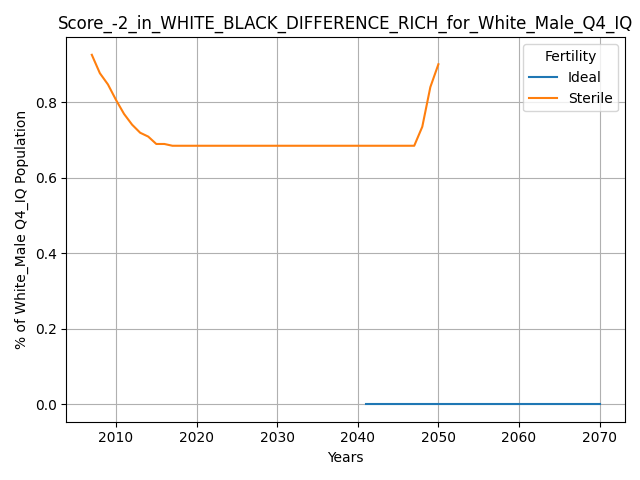 Score_-2_in_WHITE_BLACK_DIFFERENCE_RICH_for_White_Male_Q4_IQ
Fertility
Ideal
Sterile
% of White_Male Q4_IQ Population
0.8
0.6
0.4
0.2
0.0
2010 2020 2030 2040 2050 2060 2070
Years